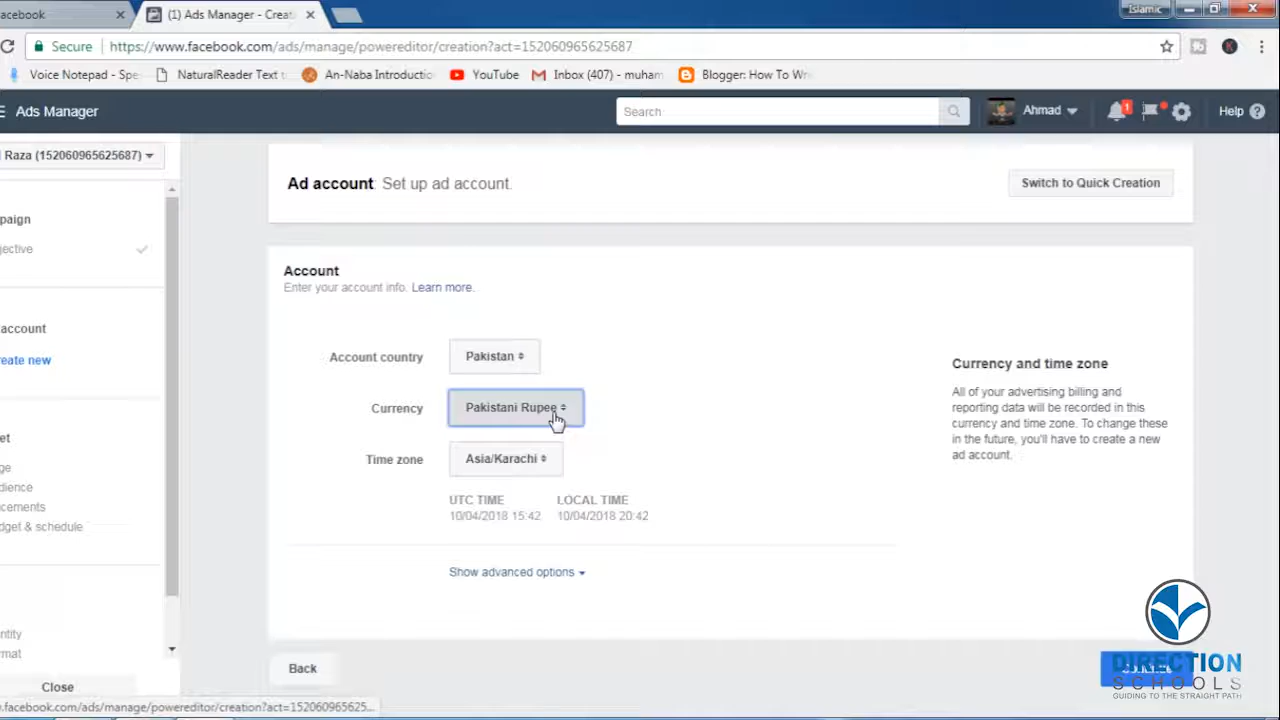 acebook
(1) Ads Manager - Creati
Islamic
Secure
https://www.facebook.com/ads/manage/powereditor/creation?act=152060965625687
Voice Notepad - Spe
NaturalReader Text t
An-Naba Introductio
YouTube
Inbox (407) - muham
Blogger: How To Wri
Ads Manager
Search
Ahmad
1
Help
Raza (152060965625687)
Ad account Set up ad account.
Switch to Quick Creation
paign
jective
Account
Enter your account info. Learn more.
account
eate new
Account country
Pakistan
Currency
Pakistani Rupee
Time zone
Asia/Karachi
UTC TIME
LOCAL TIME
10/04/2018 15:42
10/04/2018 20:42
Currency and time zone
All of your advertising billing and
reporting data will be recorded in this
currency and time zone. To change these
in the future, you'll have to create a new
ad account.
et
ge
dience
cements
dget & schedule
Show advanced options
ntity
rmat
Back
Close
DIRECTION
SCHOOLS
GUIDING TO THE STRAIGHT PATH
w.facebook.com/ads/manage/powereditor/creation?act=152060965625...